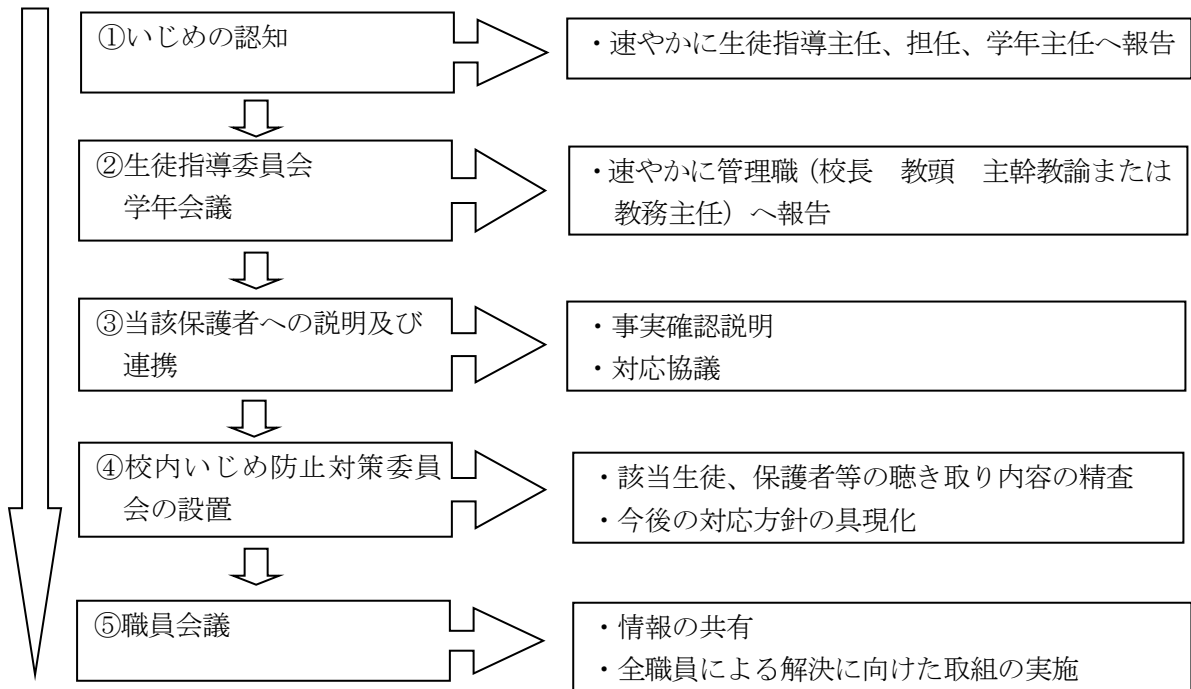 ①いじめの認知
・速やかに生徒指導主任、担任、学年主任へ報告
②生徒指導委員会
学年会議
・速やかに管理職（校長　教頭　主幹教諭または
教務主任）へ報告
③当該保護者への説明及び
連携
・事実確認説明
・対応協議
④校内いじめ防止対策委員
会の設置
・該当生徒、保護者等の聴き取り内容の精査
・今後の対応方針の具現化
⑤職員会議
・情報の共有
・全職員による解決に向けた取組の実施